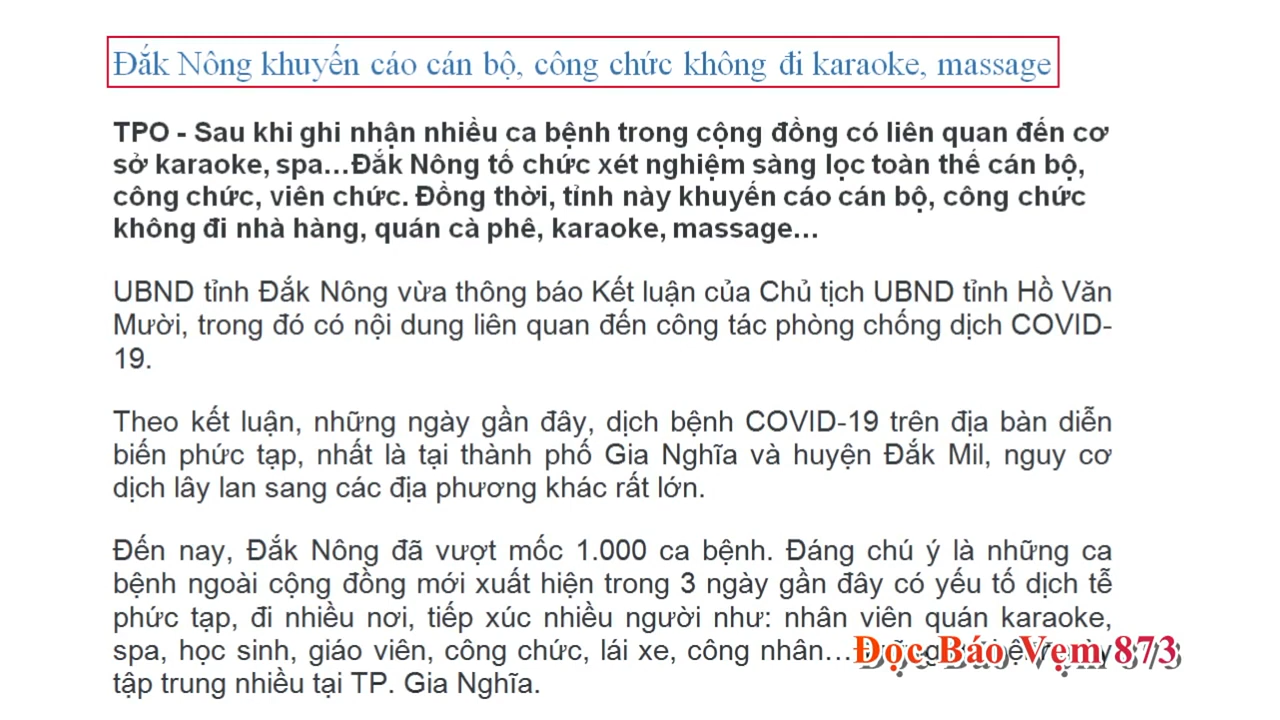 Đắk Nông khuyến cáo cán bộ, công chức không đi karaoke, massage
TPO - Sau khi ghi nhận nhiều ca bệnh trong cộng đồng có liên quan đến cơ
sở karaoke, spa...Đắk Nông tổ chức xét nghiệm sàng lọc toàn thể cán bộ,
công chức, viên chức. Đồng thời, tỉnh này khuyến cáo cán bộ, công chức
không đi nhà hàng, quán cà phê, karaoke, massage...
UBND tỉnh Đắk Nông vừa thông báo Kết luận của Chủ tịch UBND tỉnh Hồ Văn
Mười, trong đó có nội dung liên quan đến công tác phòng chống dịch COVID-
19.
Theo kết luận, những ngày gần đây, dịch bệnh COVID-19 trên địa bàn diễn
biến phức tạp, nhất là tại thành phố Gia Nghĩa và huyện Đắk Mil, nguy cơ
dịch lây lan sang các địa phương khác rất lớn.
Đến nay, Đắk Nông đã vượt mốc 1.000 ca bệnh. Đáng chú ý là những ca
bệnh ngoài cộng đồng mới xuất hiện trong 3 ngày gần đây có yếu tố dịch tễ
phức tạp, đi nhiều nơi, tiếp xúc nhiều người như: nhân viên quán karaoke,
spa, học sinh, giáo viên, công chức, lái xe, công nhân...
Đọc Báo Vẹm 873
tập trung nhiều tại TP. Gia Nghĩa.